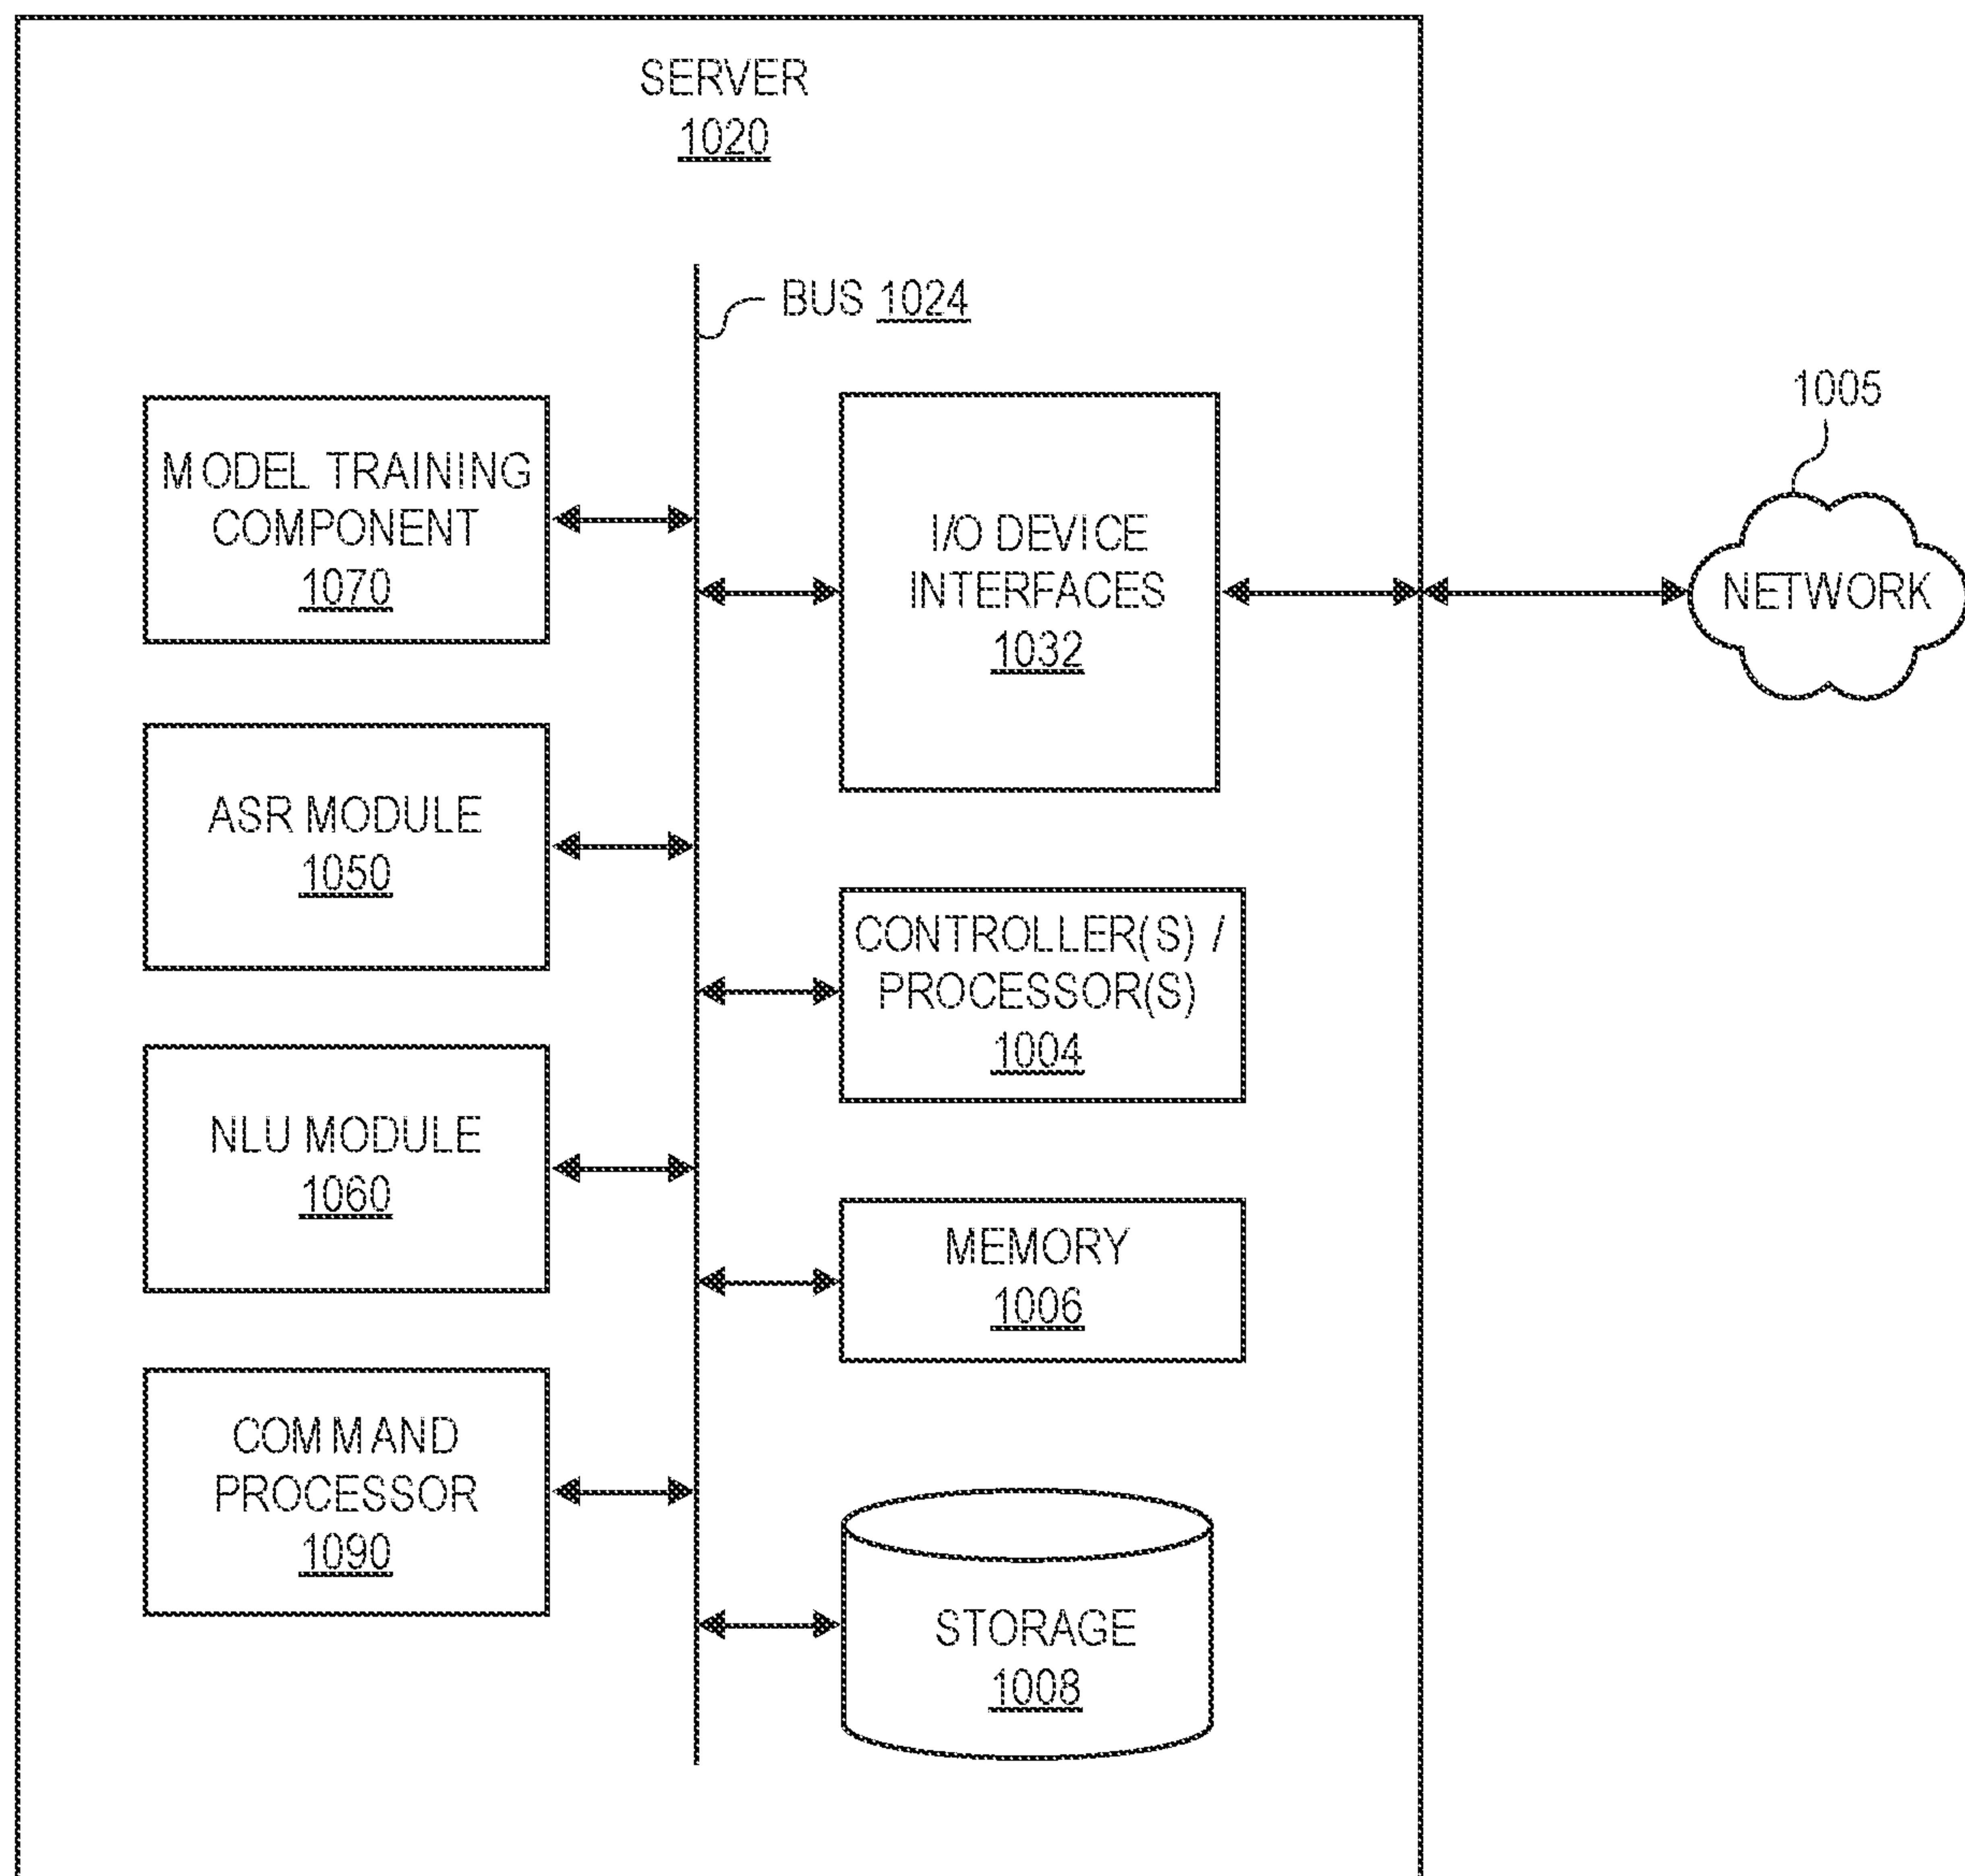 SERVER
1020
BUS 1024
MODEL TRAINING
COMPONENT
1070
I/O DEVICE
INTERFACES
1032
1005
NETWORK
ASR MODULE
1050
CONTROLLER(S) /
PROCESSOR(S)
1004
NLU MODULE
1060
MEMORY
1006
COMMAND
PROCESSOR
1090
STORAGE
1008